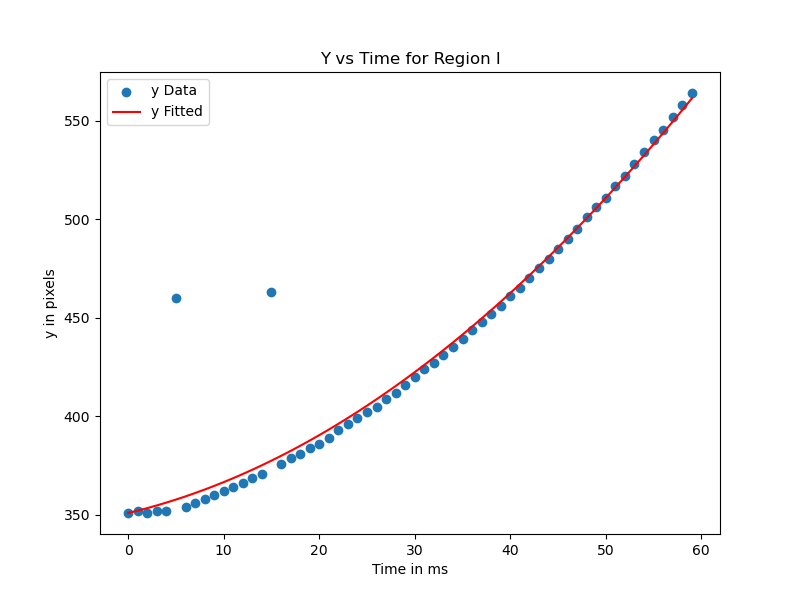 Y vs Time for Region I
y Data
y Fitted
550
500
450
400
350
y in pixels
0 10 20 30 40 50 60
Time in ms